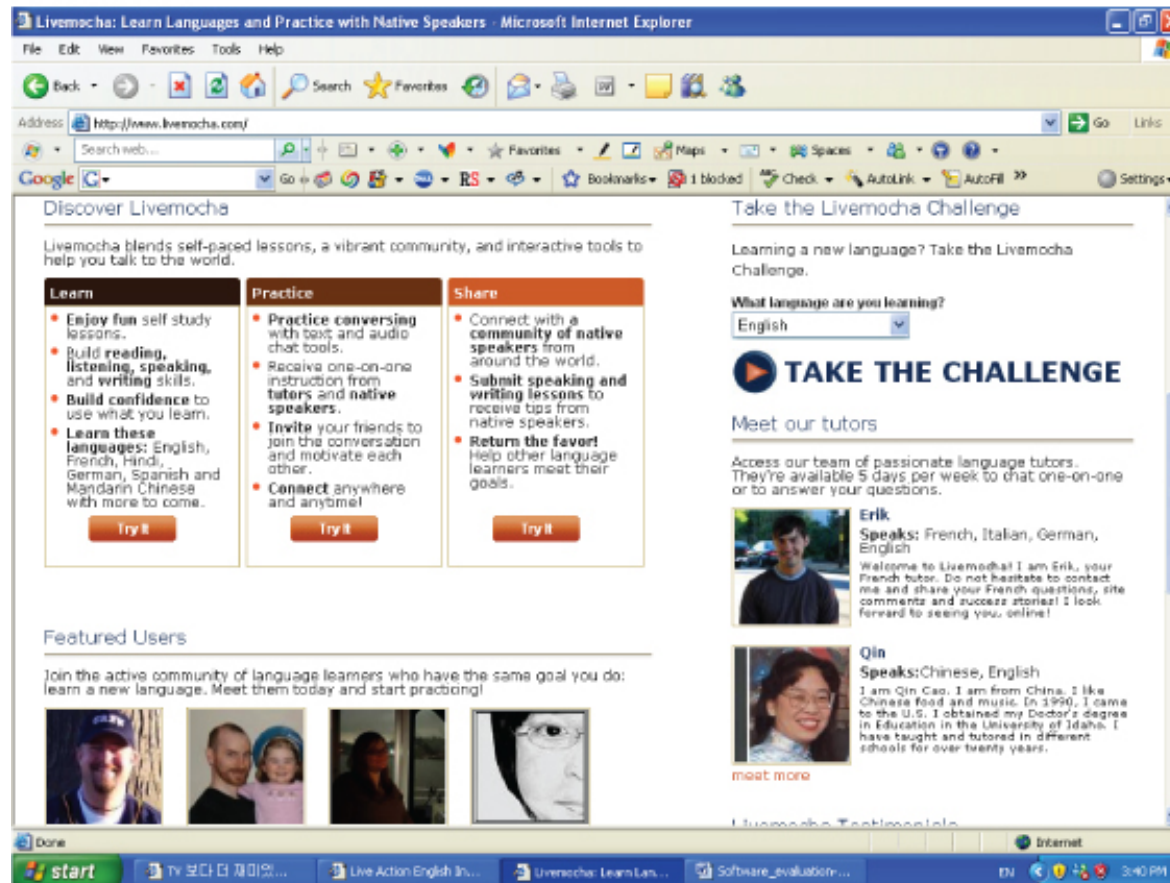 Livemocha: Learn Languages and Practice with Native Speakers - Microsoft Internet Explorer
File Edit View Favorites Tools Help
Back Search Favorites
Address http://www.livemocha.com/ Go Links
Search web... Favorites Maps Spaces
Google Go RS Bookmarks 1 blocked Check AutoLink AutoFill Settings
Discover Livemocha
Livemocha blends self-paced lessons, a vibrant community, and interactive tools to
help you talk to the world.
Learn
Enjoy fun self study
lessons.
Build reading,
listening, speaking,
and writing skills.
Build confidence to
use what you learn.
Learn these
languages: English,
French, Hindi,
German, Spanish and
Mandarin Chinese
with more to come.
Try It
Practice
Practice conversing
with text and audio
chat tools.
Receive one-on-one
instruction from
tutors and native
speakers.
Invite your friends to
join the conversation
and motivate each
other.
Connect anywhere
and anytime!
Try It
Share
Connect with a
community of native
speakers from
around the world.
Submit speaking and
writing lessons to
receive tips from
native speakers.
Return the favor!
Help other language
learners meet their
goals.
Try It
Featured Users
Join the active community of language learners who have the same goal you do:
learn a new language. Meet them today and start practicing!
Take the Livemocha Challenge
Learning a new language? Take the Livemocha
Challenge.
What language are you learning?
English
TAKE THE CHALLENGE
Meet our tutors
Access our team of passionate language tutors.
They're available 5 days per week to chat one-on-one
or to answer your questions.
Erik
Speaks: French, Italian, German,
English
Welcome to Livemocha! I am Erik, your
French tutor. Do not hesitate to contact
me and share your French questions, site
comments and success stories! I look
forward to seeing you, online!
Qin
Speaks:Chinese, English
I am Qin Cao. I am from China. I like
Chinese food and music. In 1990, I came
to the U.S. I obtained my Doctor's degree
in Education in the University of Idaho. I
have taught and tutored in different
schools for over twenty years.
meet more
Livemocha Testimonials
Done Internet
start TV 보다 더 재미있... Live Action English In... Livemocha: Learn Lan... Software_evaluation-... EN 3:40 PM